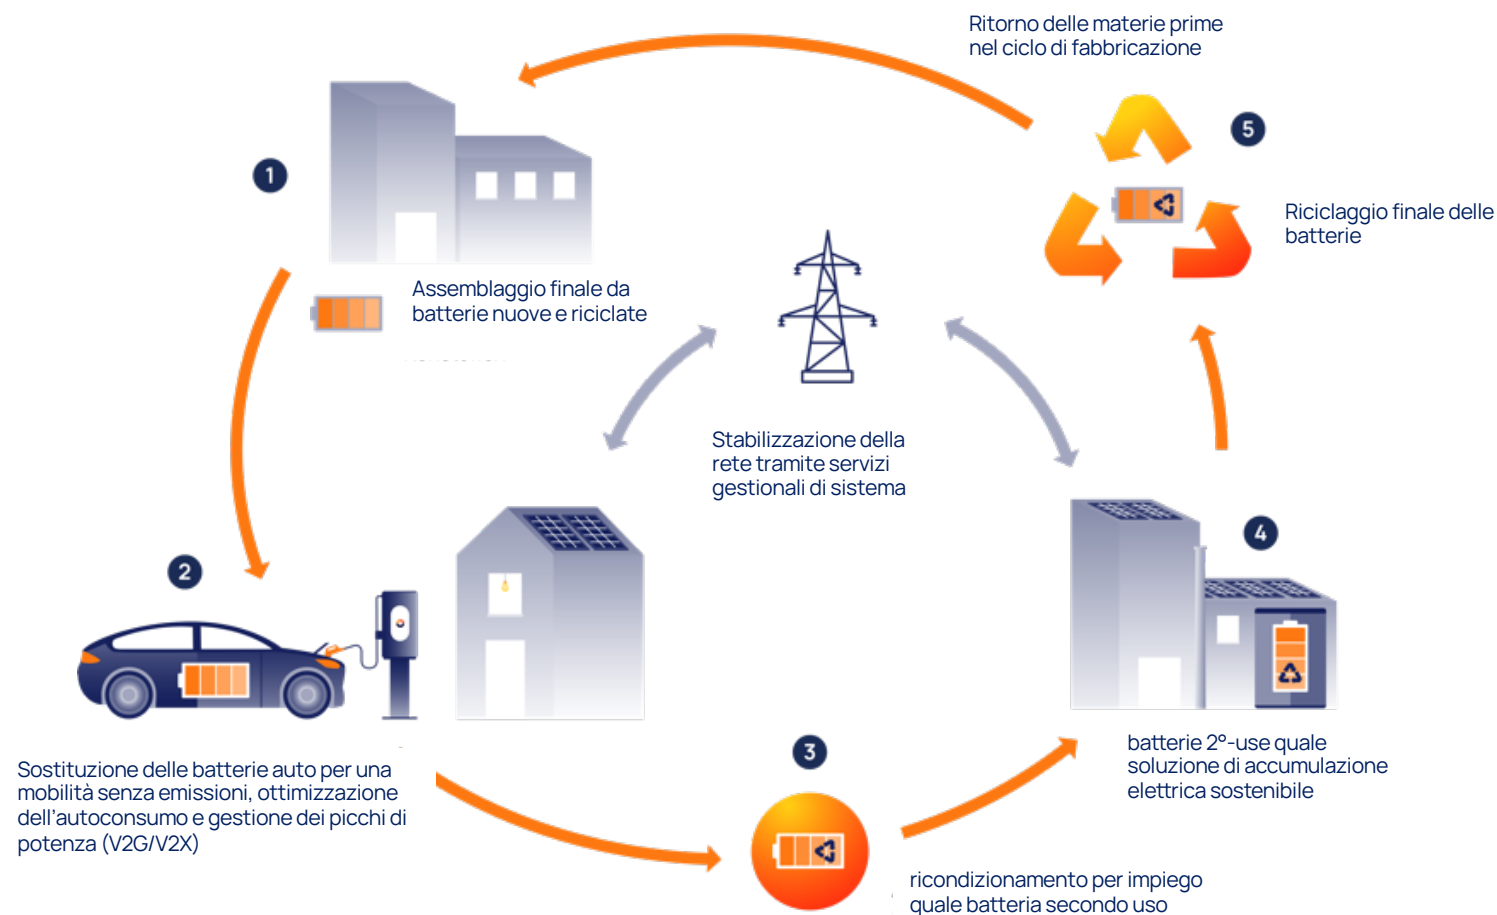 Ritorno delle materie prime
nel ciclo di fabbricazione
5
Riciclaggio finale delle
batterie
1
Assemblaggio finale da
batterie nuove e riciclate
Stabilizzazione della
rete tramite servizi
gestionali di sistema
2
Sostituzione delle batterie auto per una
mobilità senza emissioni, ottimizzazione
dell'autoconsumo e gestione dei picchi di
potenza (V2G/V2X)
3
ricondizionamento per impiego
quale batteria secondo uso
4
batterie 2°-use quale
soluzione di accumulazione
elettrica sostenibile